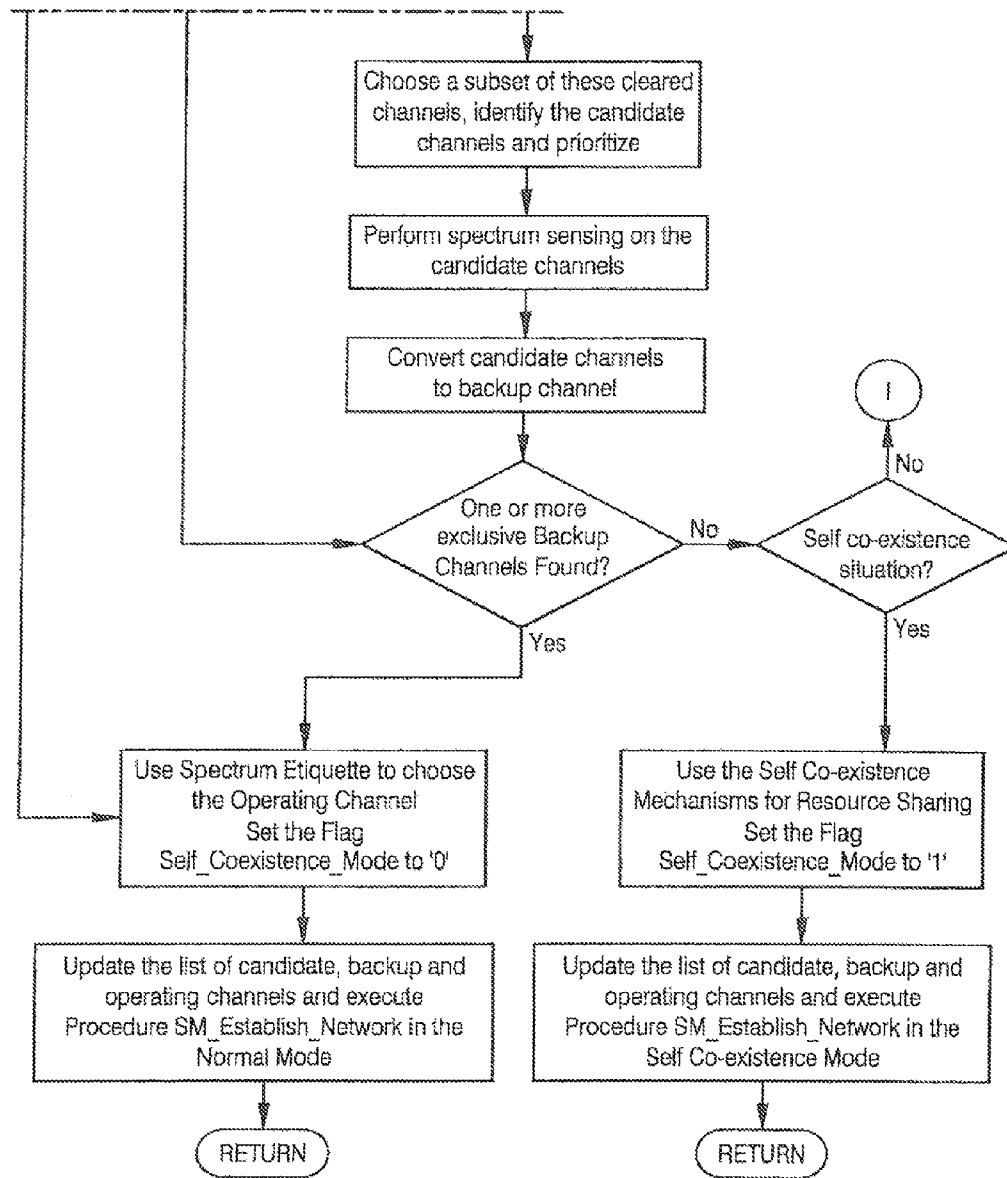 Choose a subset of these cleared
channels, identify the candidate
channels and prioritize
Perform spectrum sensing on the
candidate channels
Convert candidate channels
to backup channel
I
No
One or more
exclusive Backup
Channels Found?
No
Self co-existence
situation?
Yes
Yes
Use Spectrum Etiquette to choose
the Operating Channel
Set the Flag
Self_Coexistence_Mode to '0'
Use the Self Co-existence
Mechanisms for Resource Sharing
Set the Flag
Self_Coexistence_Mode to '1'
Update the list of candidate, backup and
operating channels and execute
Procedure SM_Establish_Network in the
Normal Mode
Update the list of candidate, backup and
operating channels and execute
Procedure SM_Establish_Network in the
Self Co-existence Mode
RETURN
RETURN